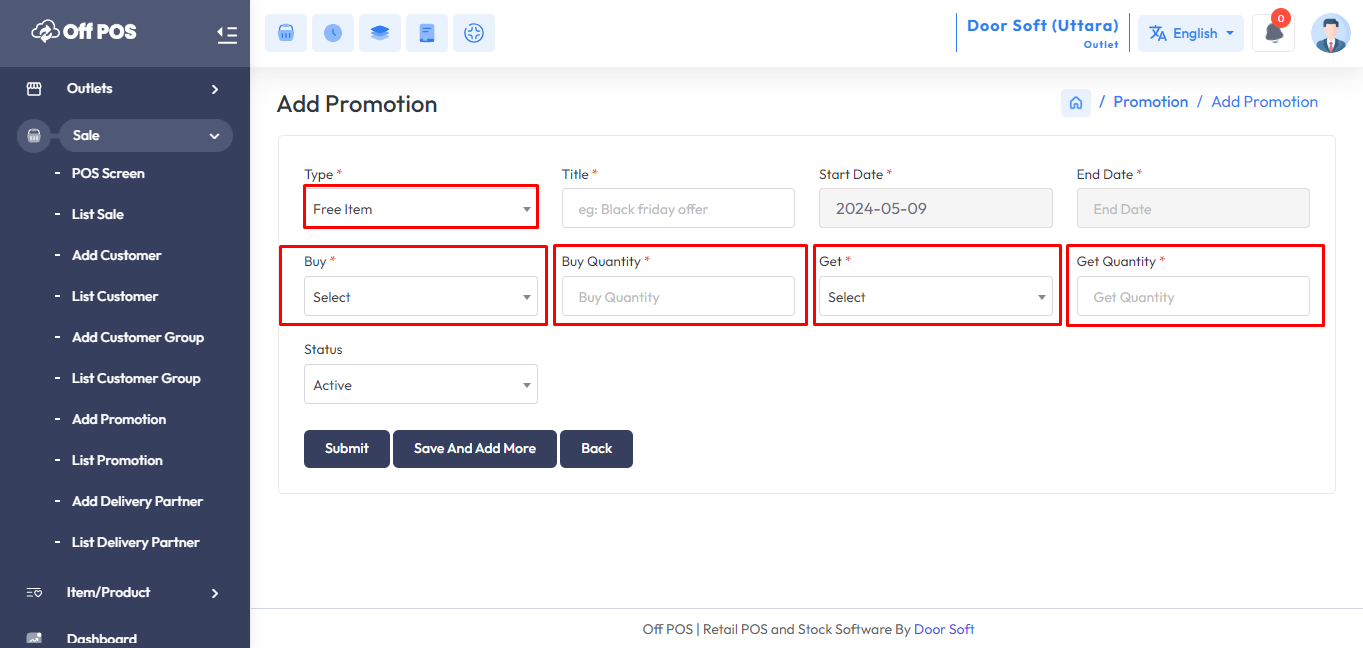 Off POS
Outlets
Sale
- POS Screen
- List Sale
- Add Customer
- List Customer
- Add Customer Group
- List Customer Group
- Add Promotion
- List Promotion
- Add Delivery Partner
- List Delivery Partner
Item/Product
Dashboard
Door Soft (Uttara)
Outlet
English
0
Add Promotion
/ Promotion / Add Promotion
Type * Title * Start Date * End Date *
Free Item eg: Black friday offer 2024-05-09 End Date
Buy * Buy Quantity * Get * Get Quantity *
Select Buy Quantity Select Get Quantity
Status
Active
Submit Save And Add More Back
Off POS | Retail POS and Stock Software By Door Soft